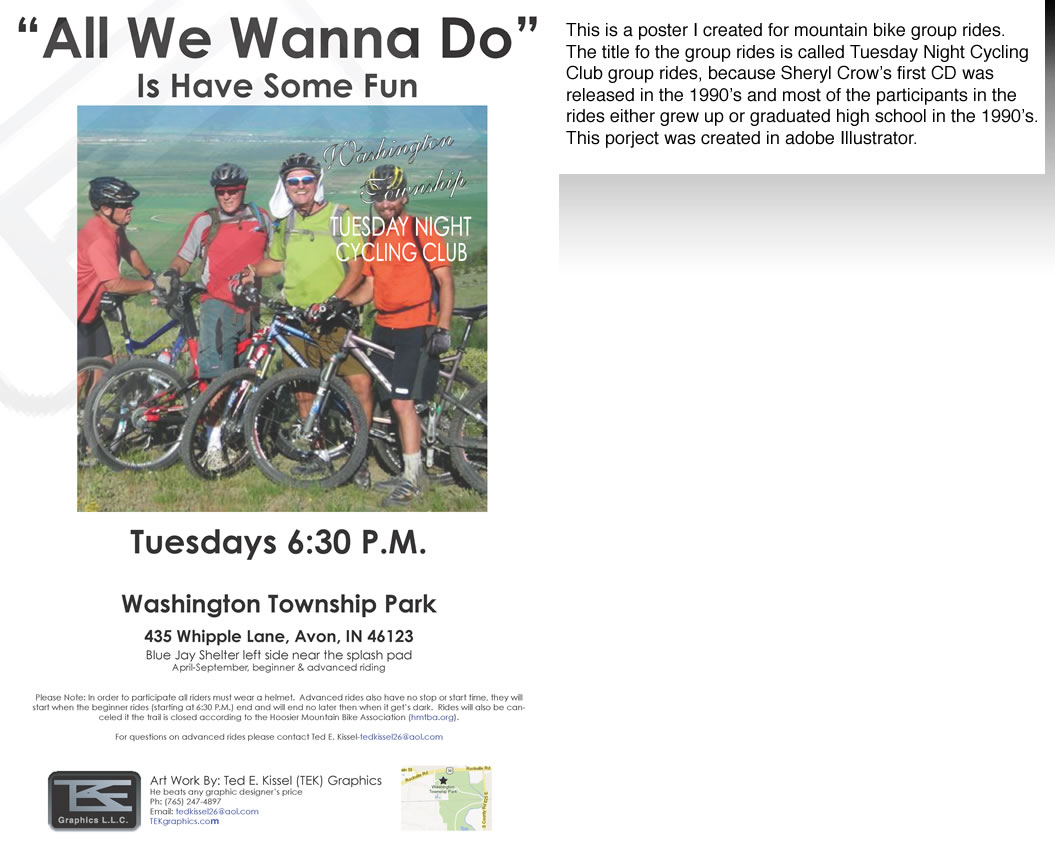 “All We Wanna Do”
Is Have Some Fun
Washington
Township
TUESDAY NIGHT
CYCLING CLUB
Tuesdays 6:30 P.M.
Washington Township Park
435 Whipple Lane, Avon, IN 46123
Blue Jay Shelter left side near the splash pad
April-September, beginner & advanced riding
Please Note: In order to participate all riders must wear a helmet. Advanced rides also have no stop or start time, they will
start when the beginner rides (starting at 6:30 P.M.) end and will end no later then when it get’s dark. Rides will also be can-
celed it the trail is closed according to the Hoosier Mountain Bike Association (hmtba.org).
For questions on advanced rides please contact Ted E. Kissel-tedkissel26@aol.com
TEK
Graphics L.L.C.
Art Work By: Ted E. Kissel (TEK) Graphics
He beats any graphic designer’s price
Ph: (765) 247-4897
Email: tedkissel26@aol.com
TEKgraphics.com
Rockville Rd
36
Rockville Rd
Washington
Township Park
This is a poster I created for mountain bike group rides.
The title fo the group rides is called Tuesday Night Cycling
Club group rides, because Sheryl Crow’s first CD was
released in the 1990’s and most of the participants in the
rides either grew up or graduated high school in the 1990’s.
This porject was created in adobe Illustrator.